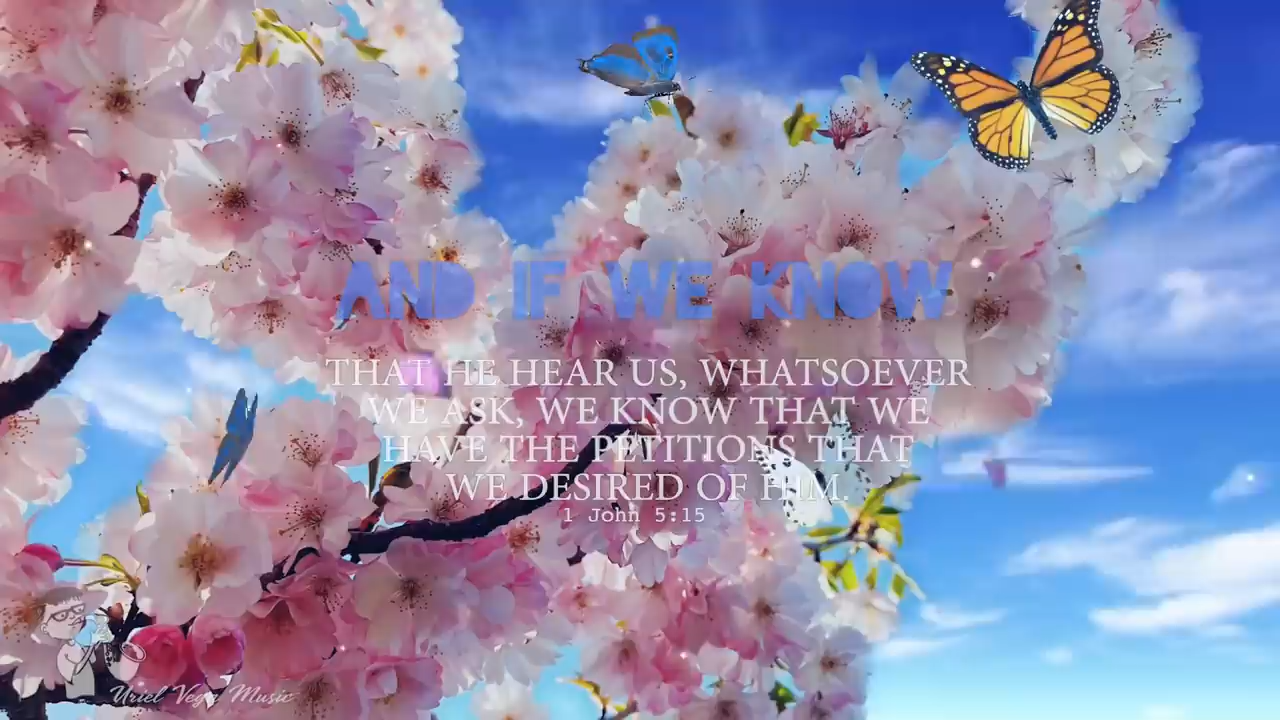 AND IF WE KNOW
THAT HE HEAR US, WHATSOEVER
WE ASK, WE KNOW THAT WE
HAVE THE PETITIONS THAT
WE DESIRED OF HIM.
1 John 5:15
Uriel Vega Music